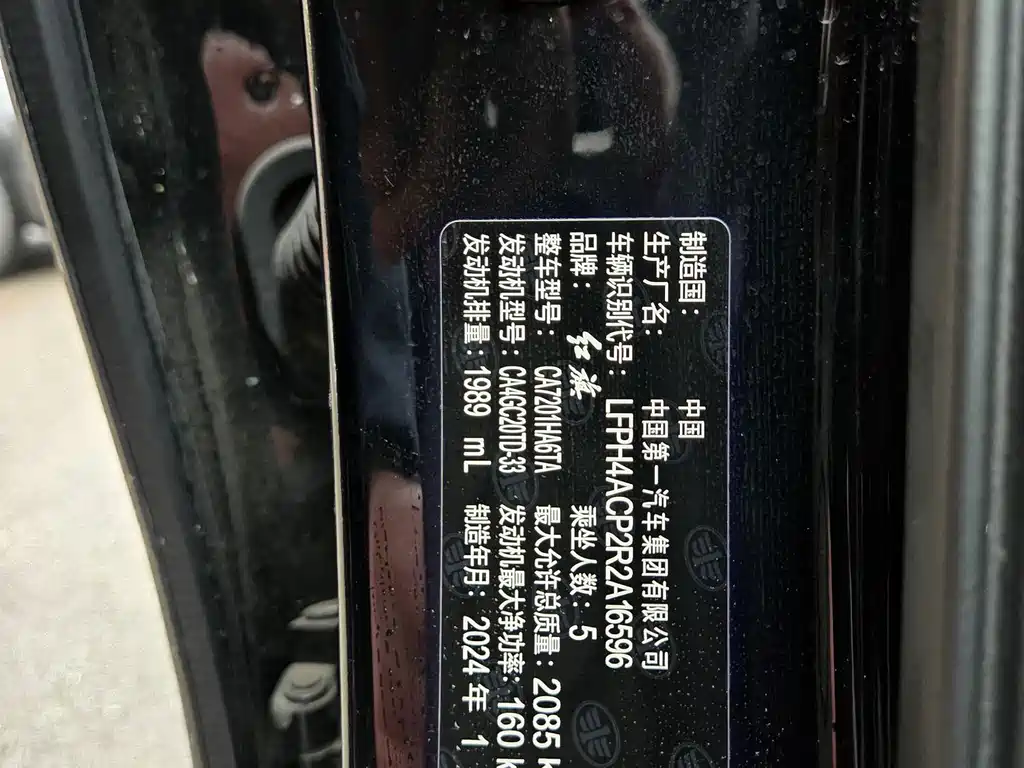 制造国： 中国
生产厂名： 中国第一汽车集团有限公司
车辆识别代号： LFPH4ACP2R2A16596
品牌： 红旗 乘坐人数：5
整车型号： CA7201HA6TA 最大允许总质量：2085 k
发动机型号： CA4GC20TD-33 发动机最大净功率：160 k
发动机排量：1989 mL 制造年月： 2024年 1